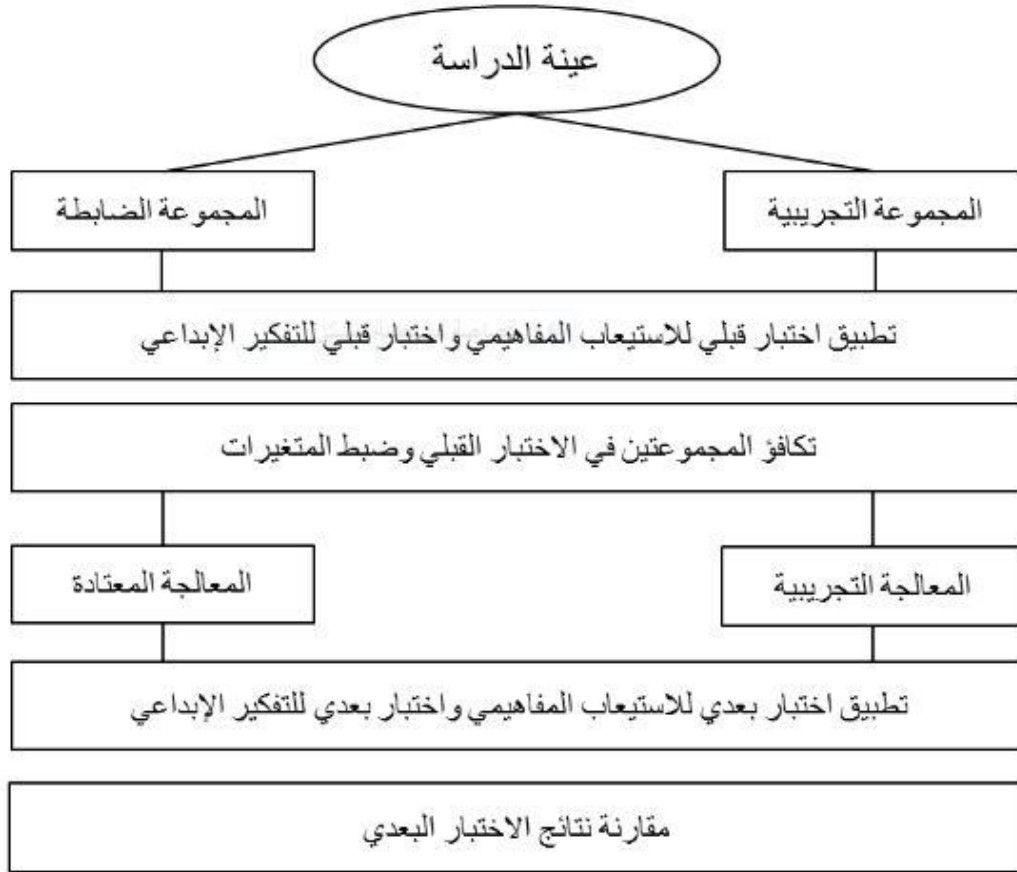 عينة الدراسة
المجموعة التجريبية
المجموعة الضابطة
تطبيق اختبار قبلي للاستيعاب المفاهيمي واختبار قبلي للتفكير الإبداعي
تكافؤ المجموعتين في الاختبار القبلي وضبط المتغيرات
المعالجة التجريبية
المعالجة المعتادة
تطبيق اختبار بعدي للاستيعاب المفاهيمي واختبار بعدي للتفكير الإبداعي
مقارنة نتائج الاختبار البعدي